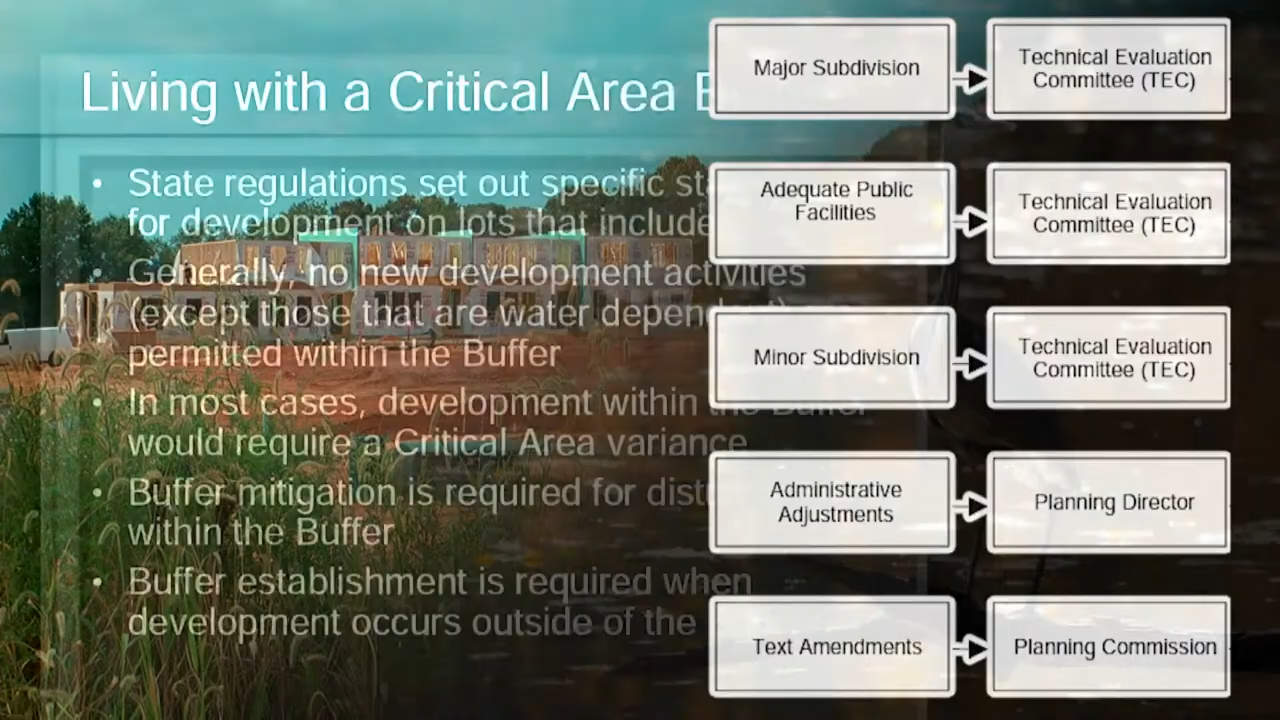 Living with a Critical Area
State regulations set out specific
for development on lots that include
Generally, no new development activities
(except those that are water dependent)
permitted within the Buffer
In most cases, development within the Buffer
would require a Critical Area variance
Buffer mitigation is required for
within the Buffer
Buffer establishment is required when
development occurs outside of the
Major Subdivision
Technical Evaluation
Committee (TEC)
Adequate Public
Facilities
Technical Evaluation
Committee (TEC)
Minor Subdivision
Technical Evaluation
Committee (TEC)
Administrative
Adjustments
Planning Director
Text Amendments
Planning Commission